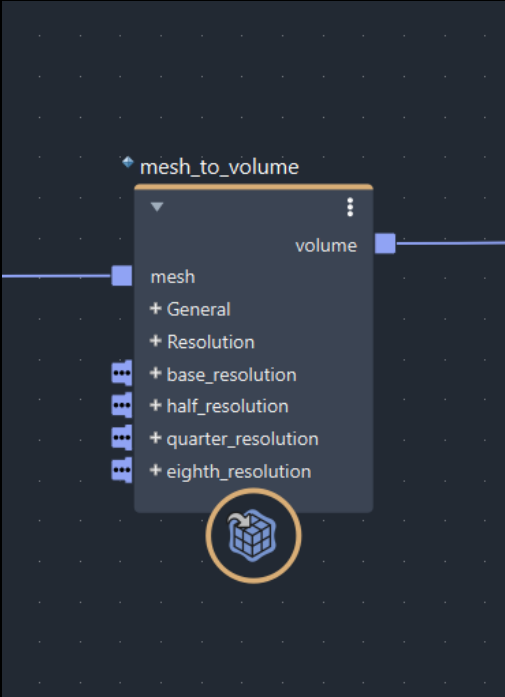 mesh_to_volume
volume
mesh
+ General
+ Resolution
+ base_resolution
+ half_resolution
+ quarter_resolution
+ eighth_resolution